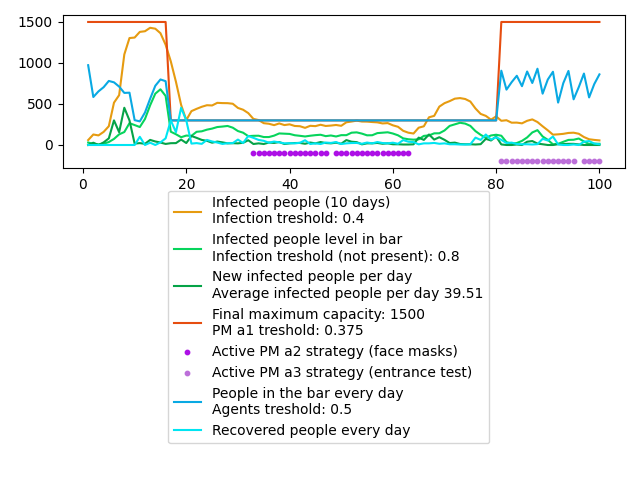 1500
1000
500
0
0
20
40
60
80
100
Infected people (10 days)
Infection treshold: 0.4
Infected people level in bar
Infection treshold (not present): 0.8
New infected people per day
Average infected people per day 39.51
Final maximum capacity: 1500
PM a1 treshold: 0.375
Active PM a2 strategy (face masks)
Active PM a3 strategy (entrance test)
People in the bar every day
Agents treshold: 0.5
Recovered people every day